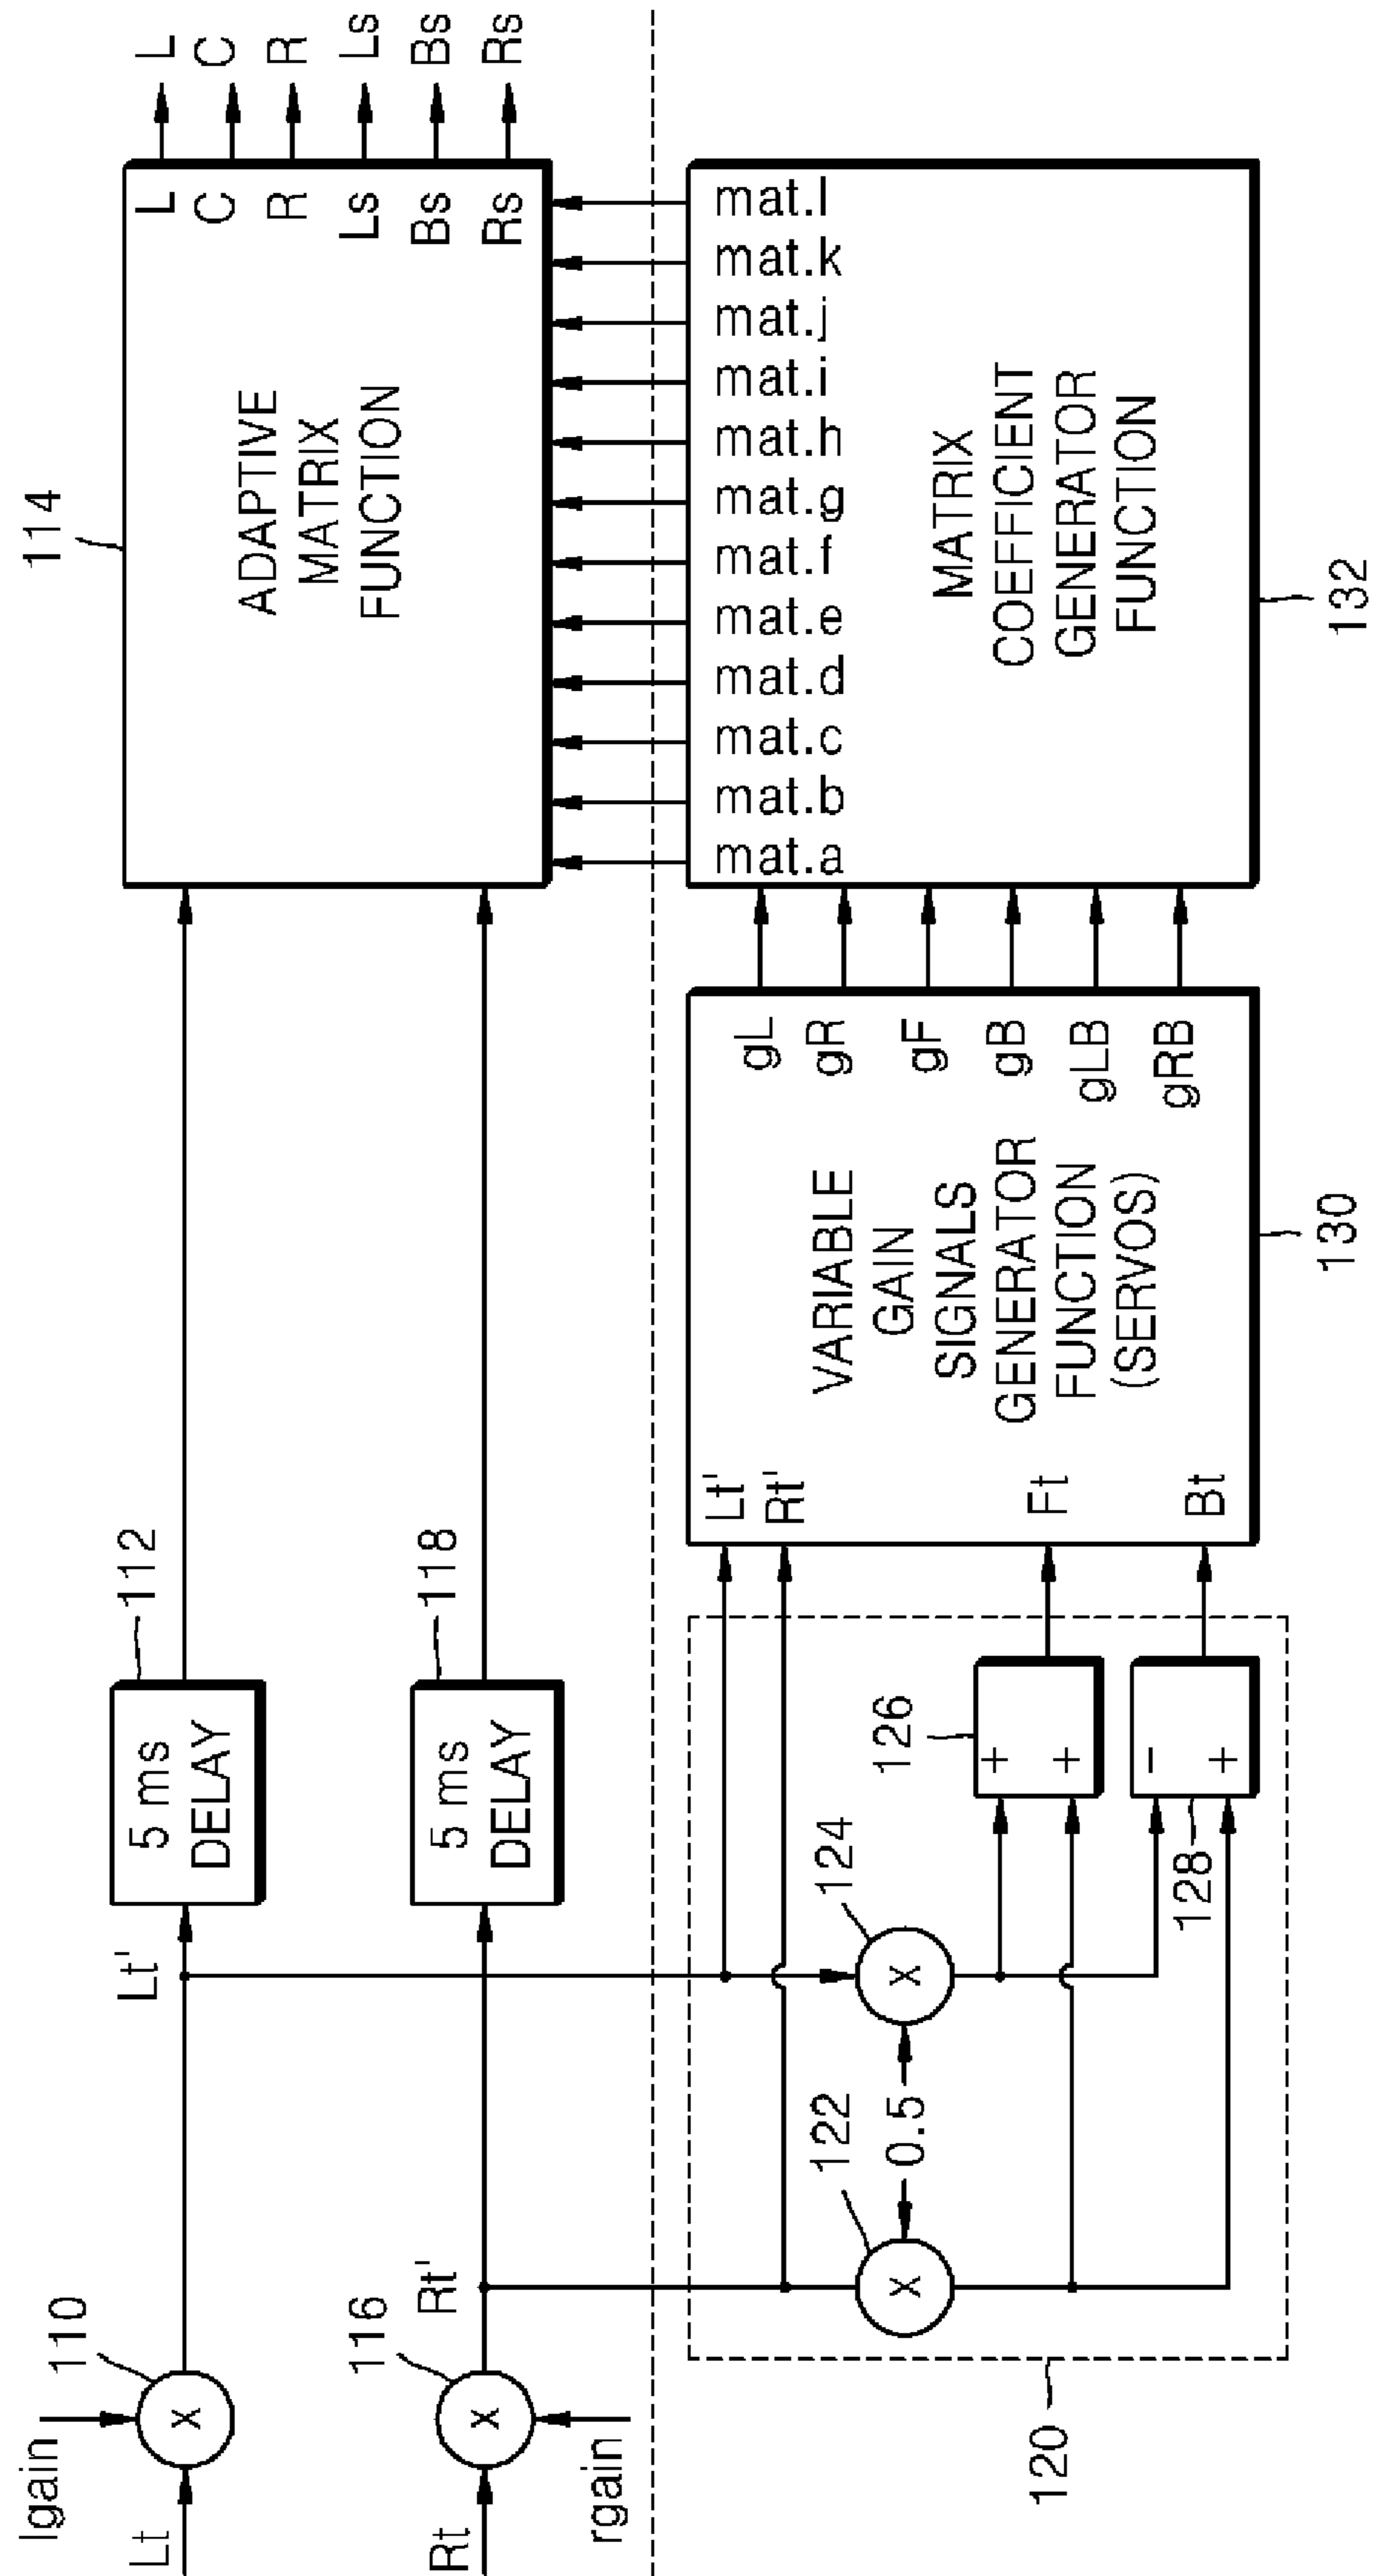 lgain
110
Lt
x
Lt'
5 ms
DELAY
112
114
ADAPTIVE
MATRIX
FUNCTION
L
C
R
Ls
Bs
Rs
L
C
R
Ls
Bs
Rs
116
Rt
x
rgain
Rt'
5 ms
DELAY
118
120
122
x
0.5
124
x
126
+
+
128
-
+
Lt'
Rt'
Ft
Bt
VARIABLE
GAIN
SIGNALS
GENERATOR
FUNCTION
(SERVOS)
gL
gR
gF
gB
gLB
gRB
130
mat.a
mat.b
mat.c
mat.d
mat.e
mat.f
mat.g
mat.h
mat.i
mat.j
mat.k
mat.l
MATRIX
COEFFICIENT
GENERATOR
FUNCTION
132